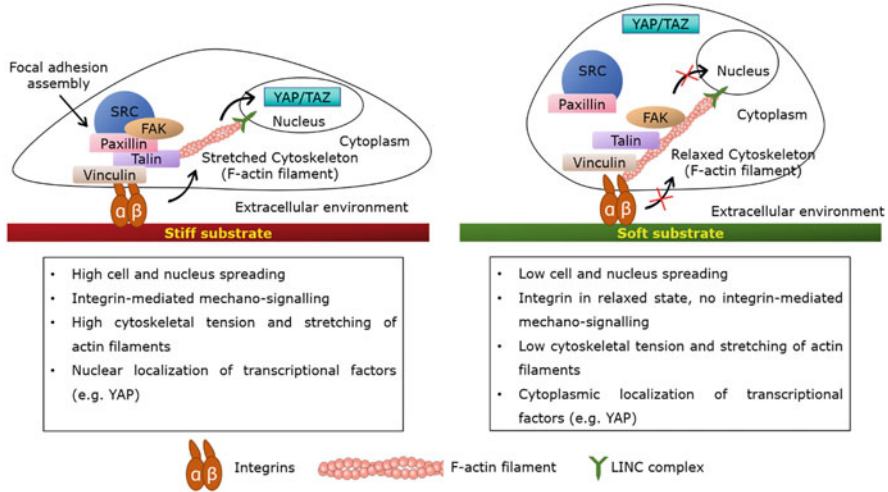 Focal adhesion
assembly
SRC
FAK
Paxillin
Talin
Vinculin
α β
YAP/TAZ
Nucleus
Cytoplasm
Stretched Cytoskeleton
(F-actin filament)
Extracellular environment
Stiff substrate
• High cell and nucleus spreading
• Integrin-mediated mechano-signalling
• High cytoskeletal tension and stretching of
actin filaments
• Nuclear localization of transcriptional factors
(e.g. YAP)
YAP/TAZ
SRC
Paxillin
Nucleus
FAK
Cytoplasm
Talin
Vinculin
Relaxed Cytoskeleton
(F-actin filament)
α β
Extracellular environment
Soft substrate
• Low cell and nucleus spreading
• Integrin in relaxed state, no integrin-mediated
mechano-signalling
• Low cytoskeletal tension and stretching of actin
filaments
• Cytoplasmic localization of transcriptional
factors (e.g. YAP)
α β Integrins
F-actin filament
LINC complex